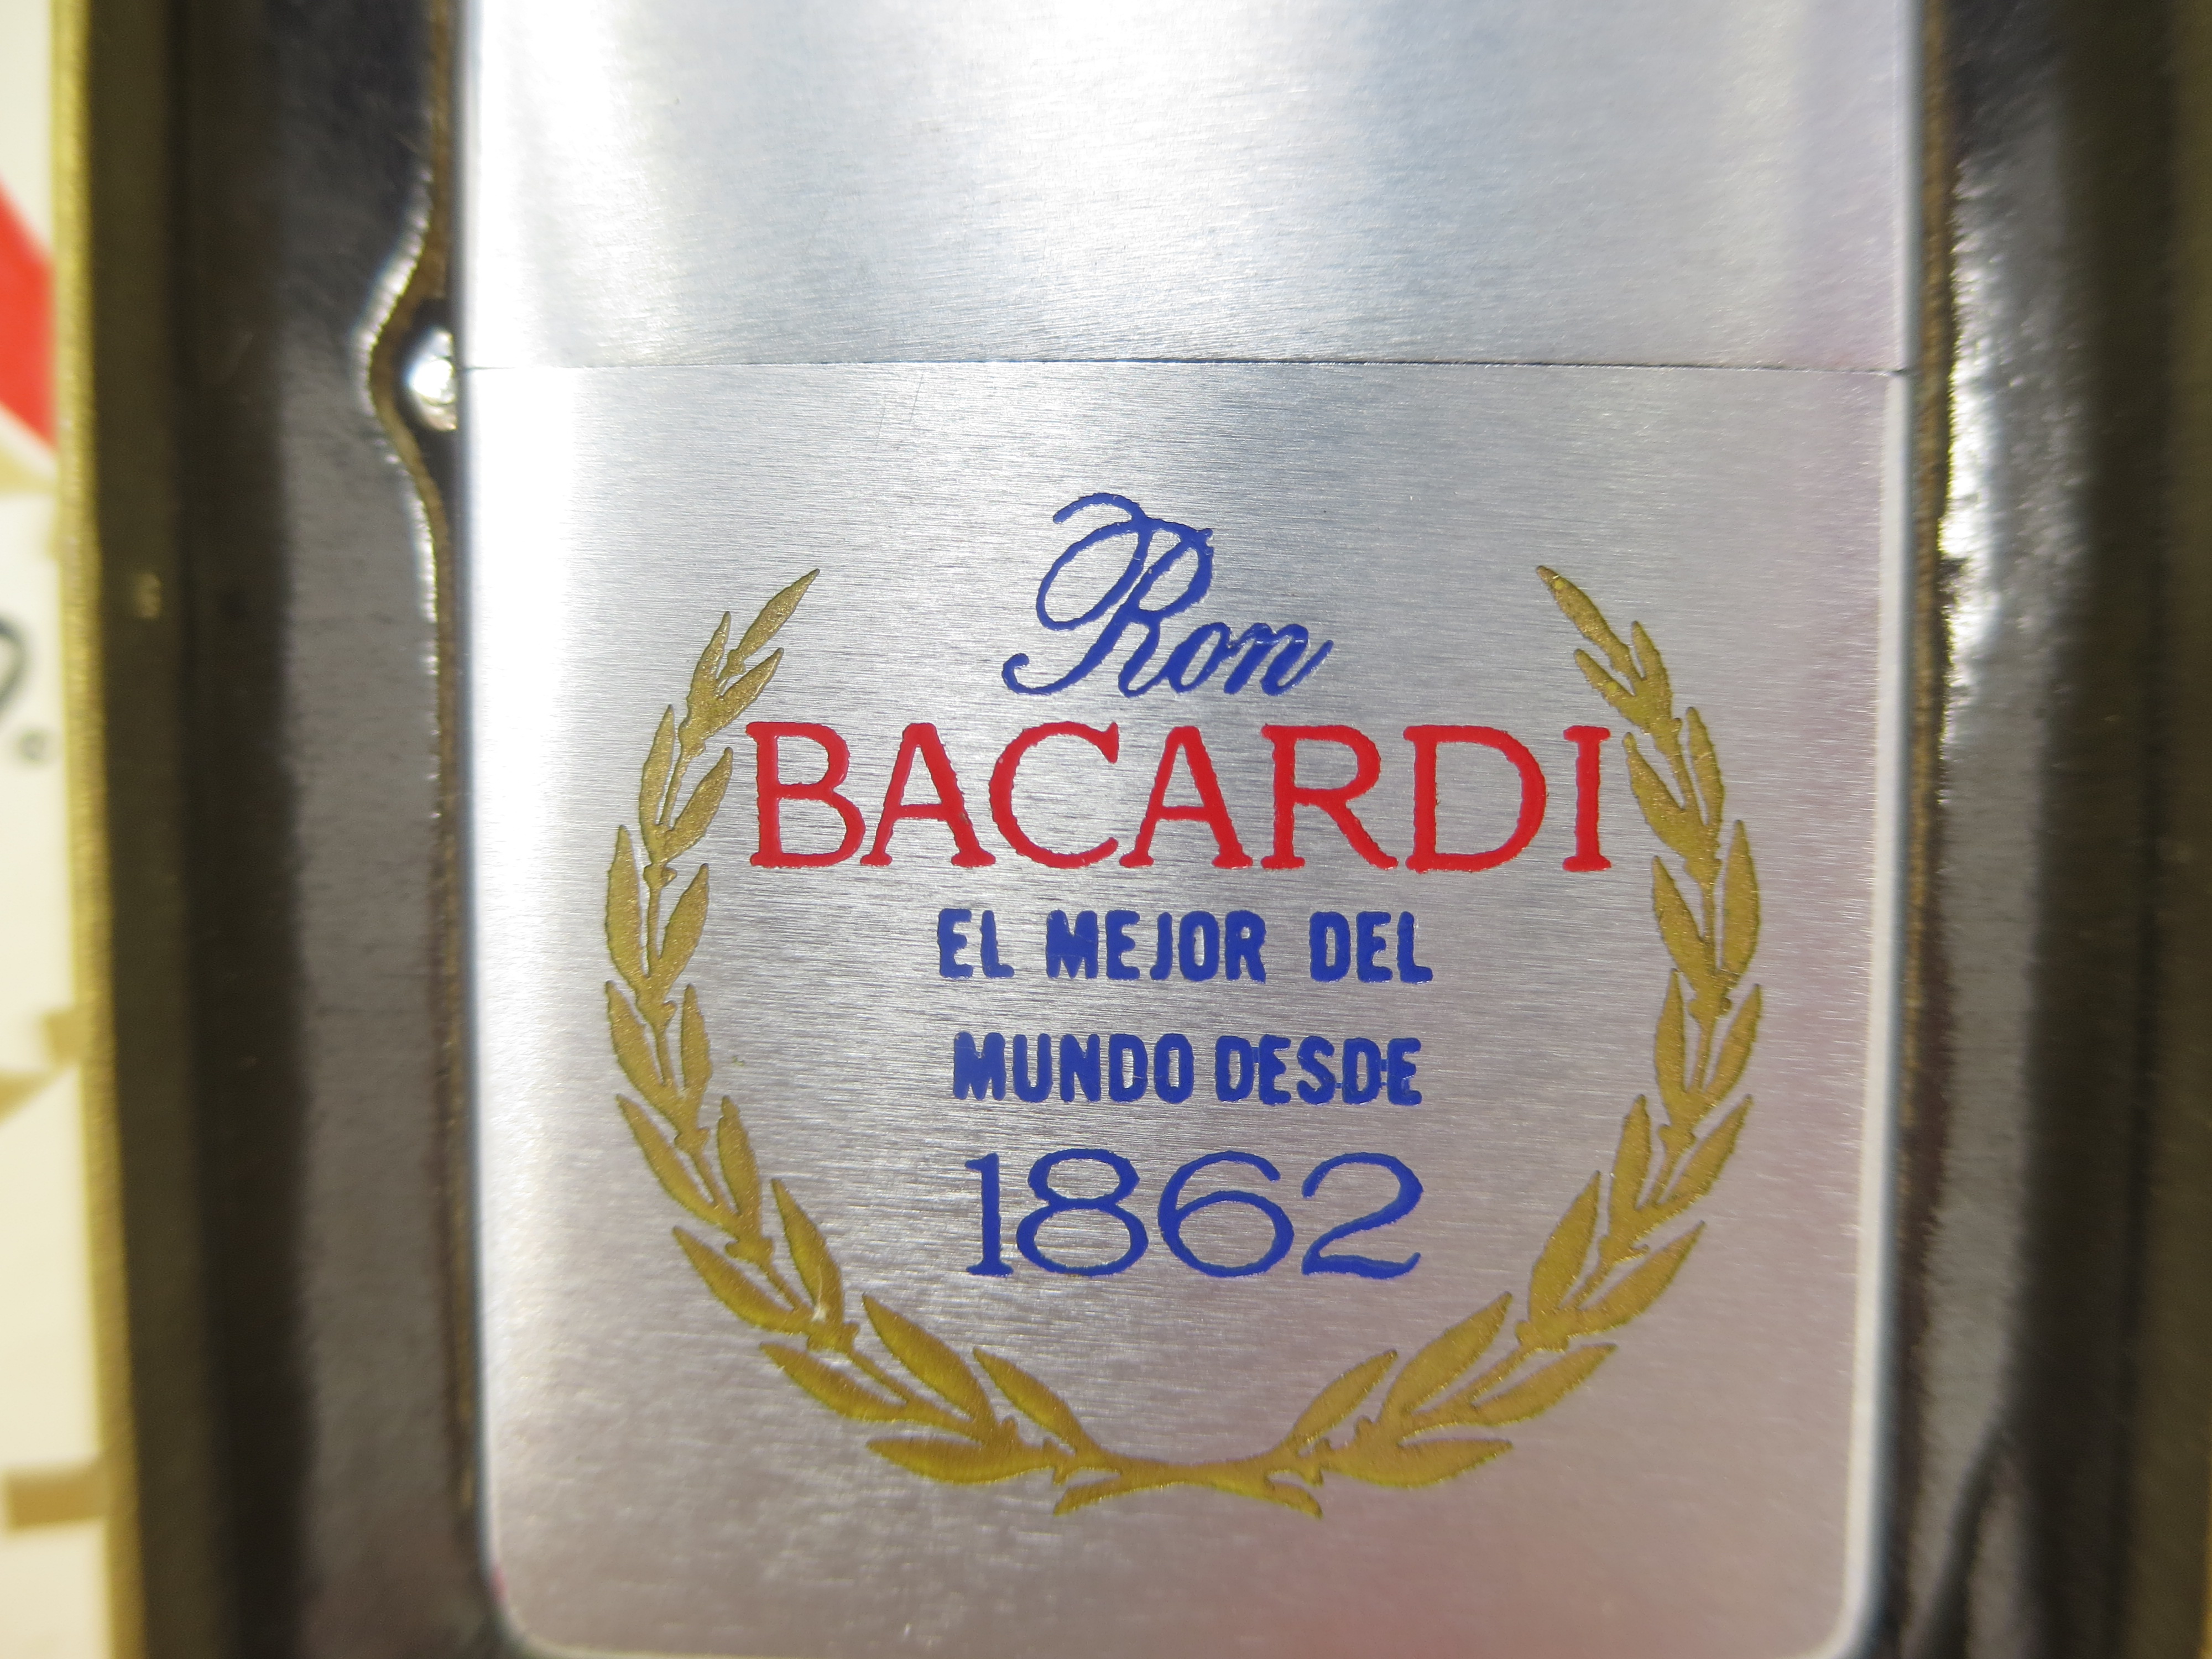 Ron
BACARDI
EL MEJOR DEL
MUNDO DESDE
1862